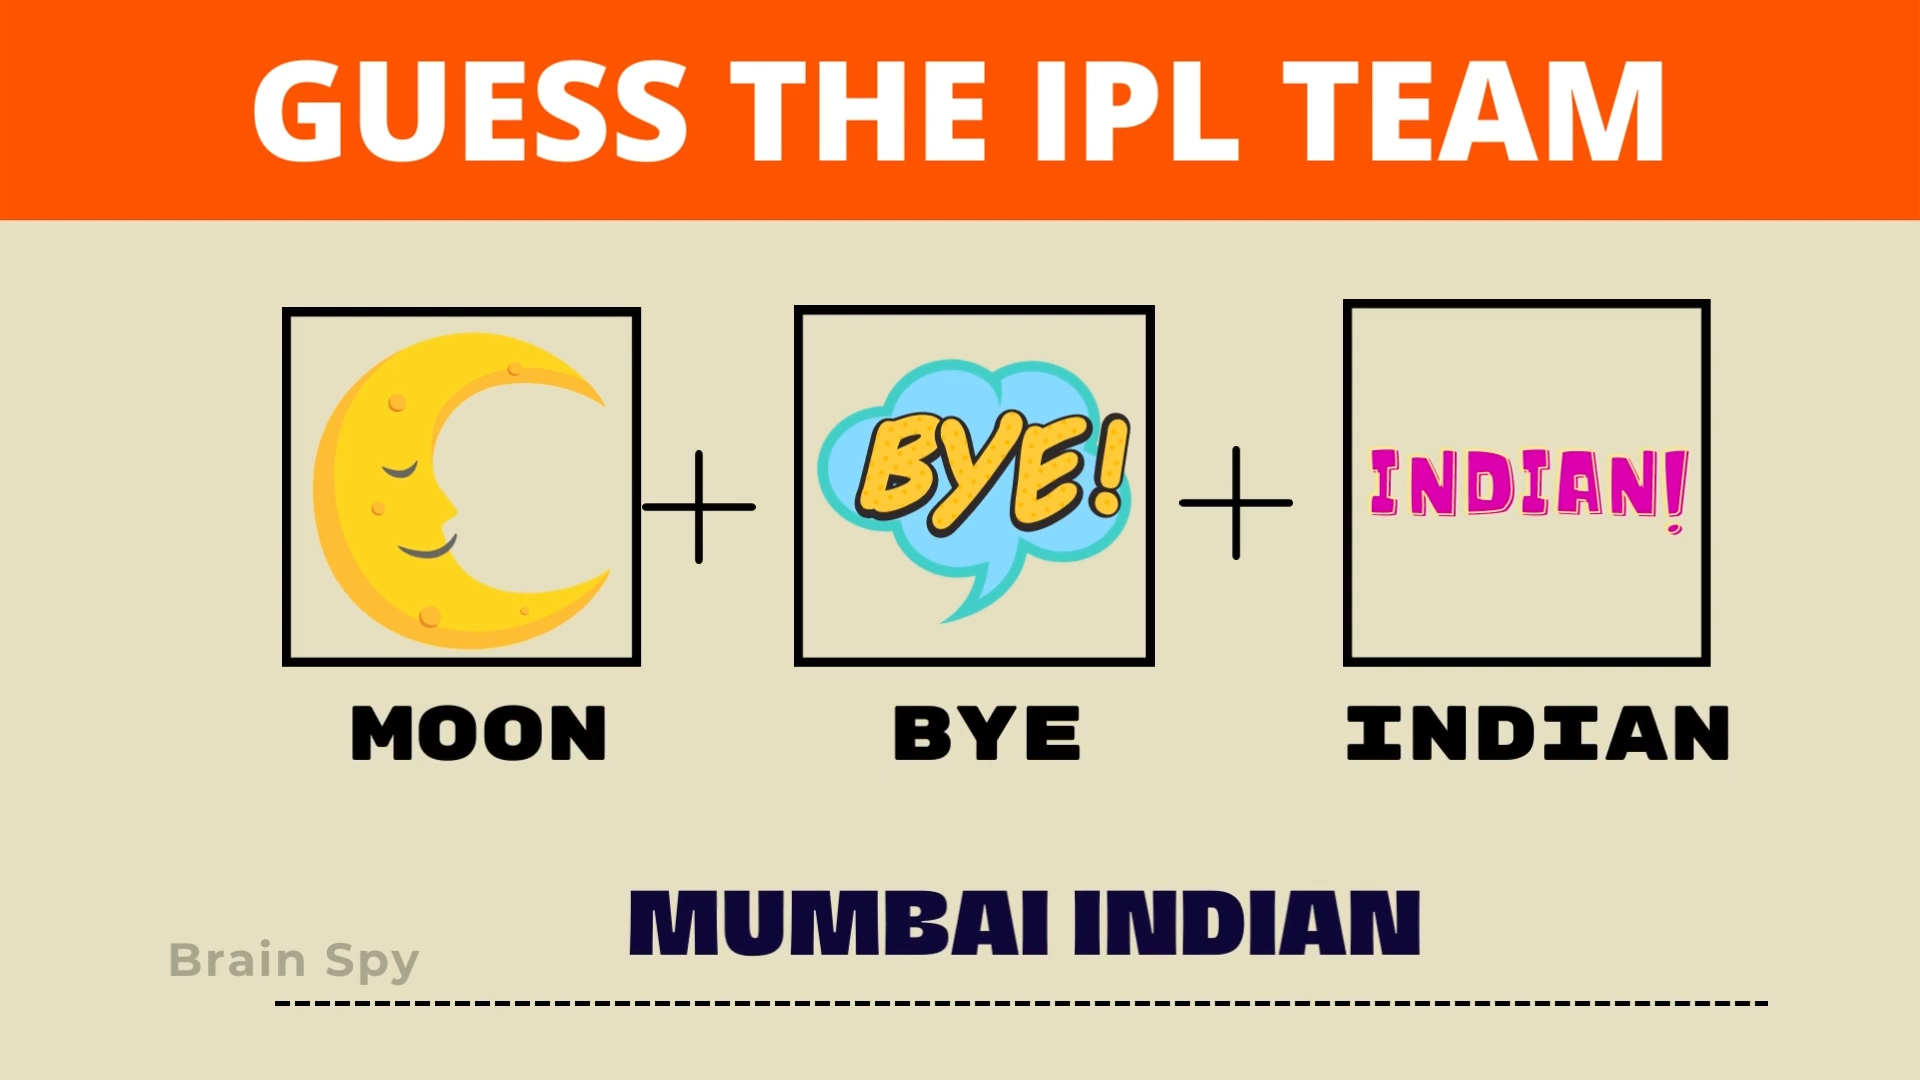 GUESS THE IPL TEAM
BYE!
INDIAN!
MOON BYE INDIAN
MUMBAI INDIAN
Brain Spy